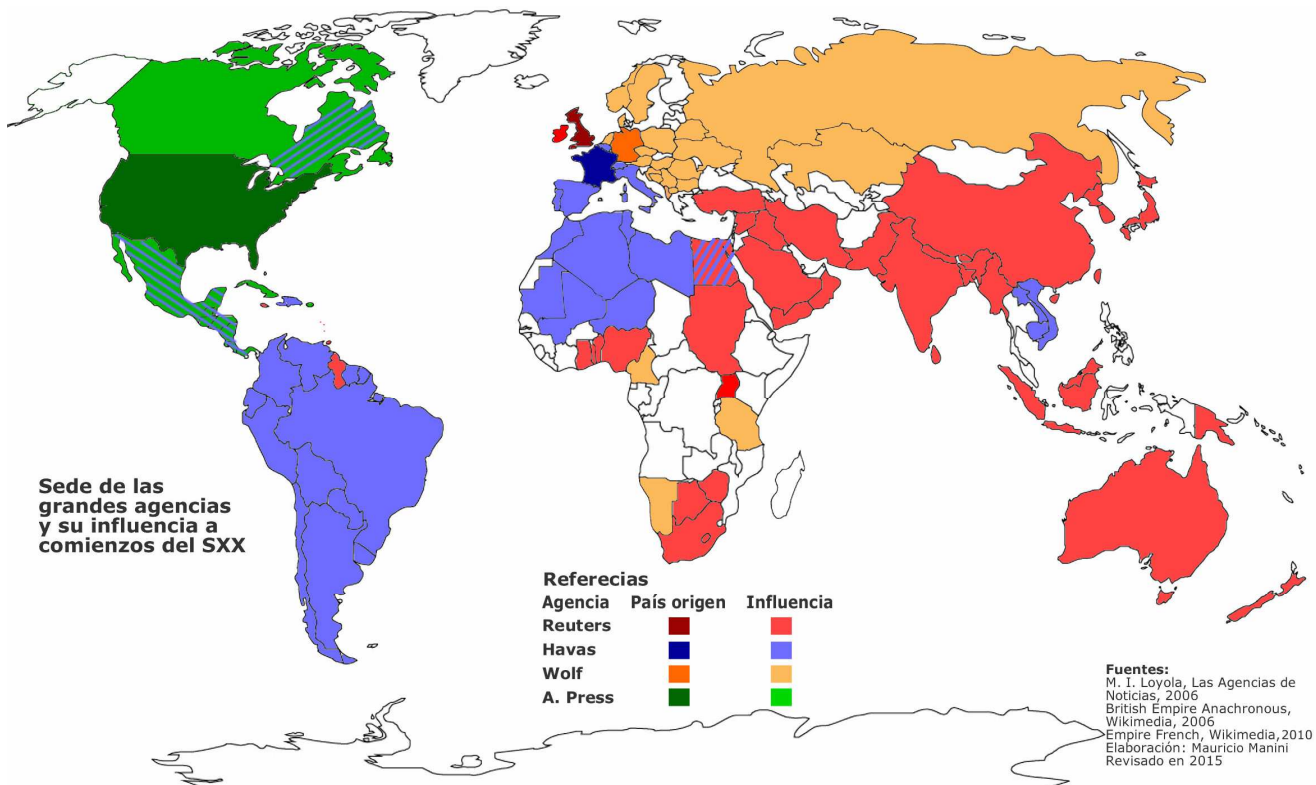 Sede de las
grandes agencias
y su influencia a
comienzos del SXX
Referecias
Agencia País origen Influencia
Reuters
Havas
Wolf
A. Press
Fuentes:
M. I. Loyola, Las Agencias de
Noticias, 2006
British Empire Anachronous,
Wikimedia, 2006
Empire French, Wikimedia,2010
Elaboración: Mauricio Manini
Revisado en 2015